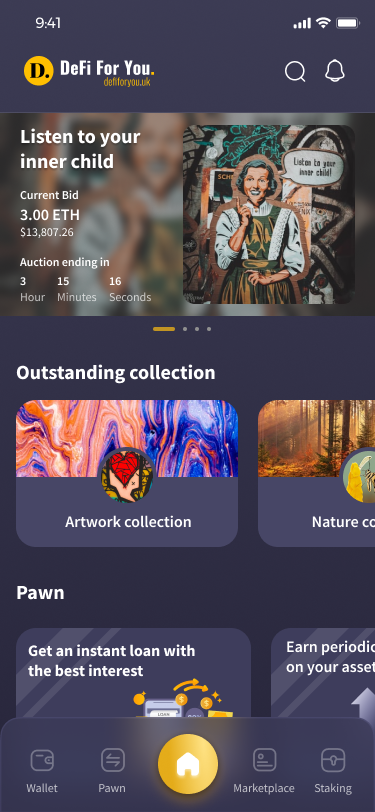 9:41
D. DeFi For You.
defiforyou.uk
Listen to your
inner child
Current Bid
3.00 ETH
$13,807.26
Auction ending in
3 15 16
Hour Minutes Seconds
Listen to your
inner child!
Outstanding collection
Artwork collection
Nature co
Pawn
Get an instant loan with
the best interest
Earn periodic
on your asset
LOAN
Wallet Pawn Marketplace Staking